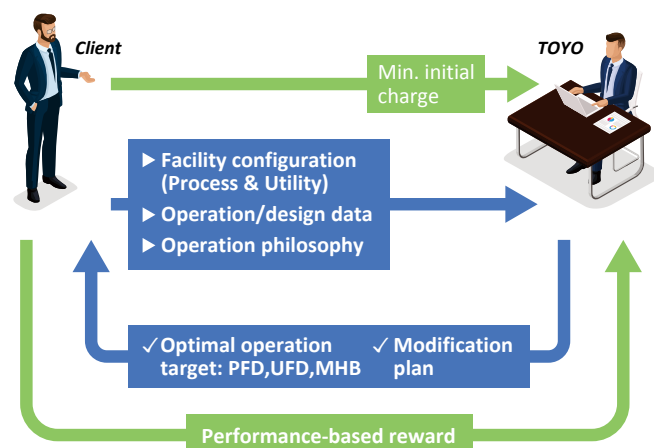 Client
TOYO
Min. initial
charge
▶ Facility configuration
(Process & Utility)
▶ Operation/design data
▶ Operation philosophy
✓ Optimal operation
target: PFD,UFD,MHB
✓ Modification
plan
Performance-based reward